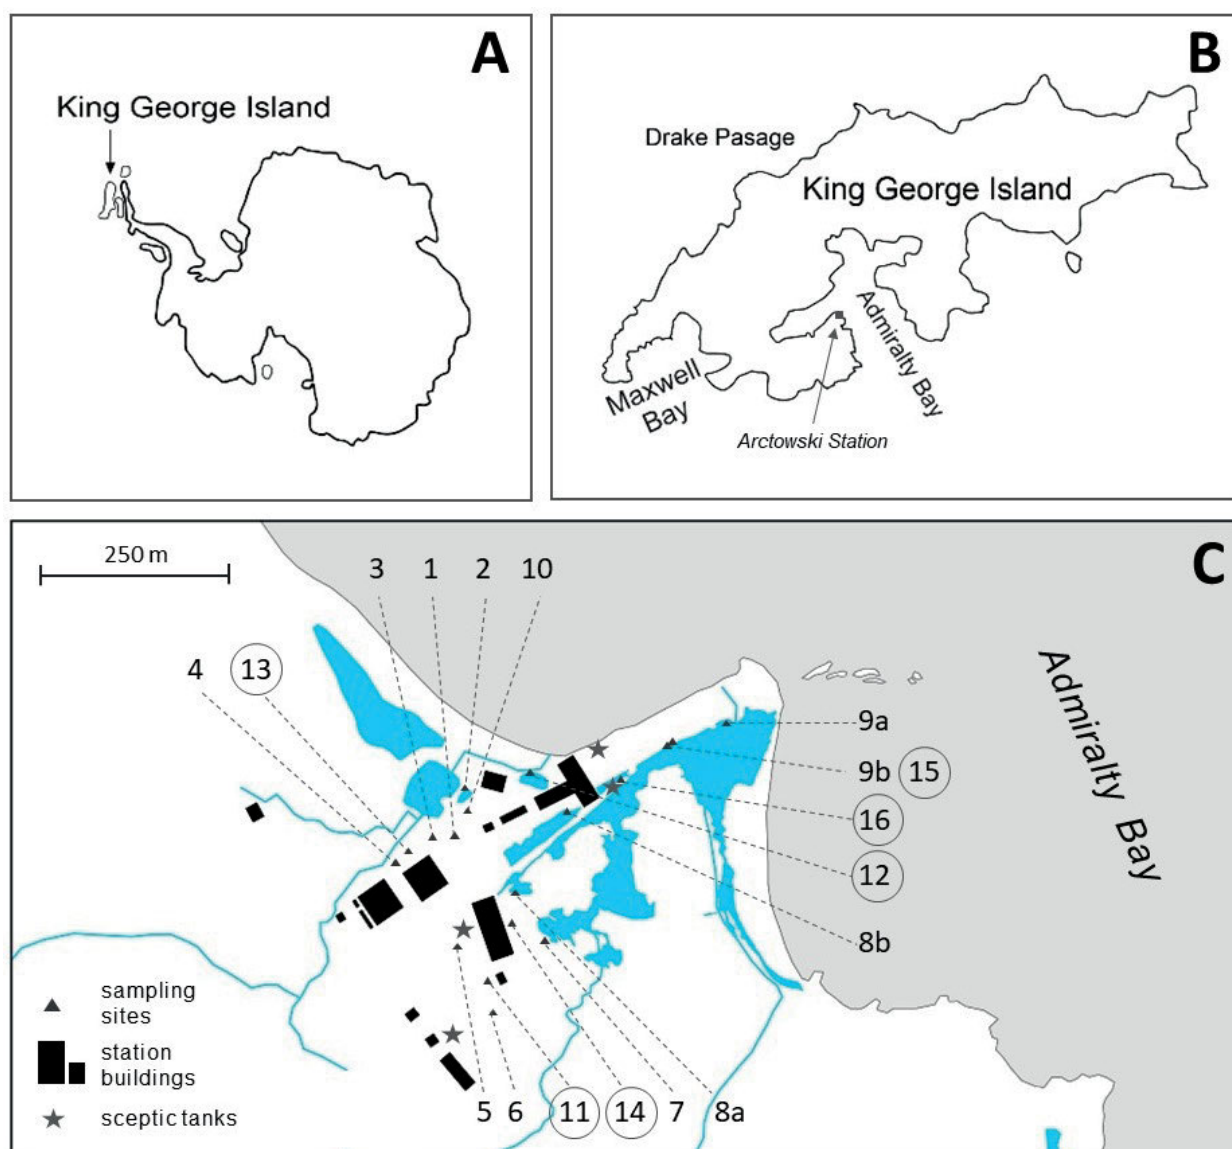 A
King George Island
B
Drake Pasage
King George Island
Admiralty Bay
Maxwell
Bay
Arctowski Station
C
250 m
3 1 2 10
4 13
Admiralty Bay
9a
9b 15
16
12
8b
sampling
sites
station
buildings
sceptic tanks
5 6 11 14 7 8a